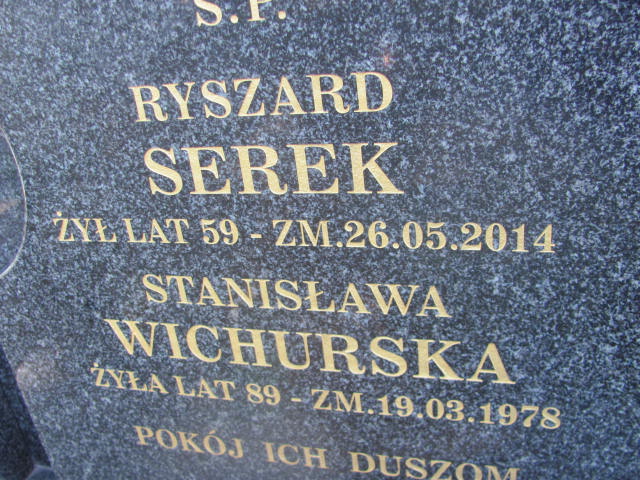 Ś.P.
RYSZARD
SEREK
ŻYŁ LAT 59 - ZM.26.05.2014
STANISŁAWA
WICHURSKA
ŻYŁA LAT 89 - ZM.19.03.1978
POKÓJ ICH DUSZOM